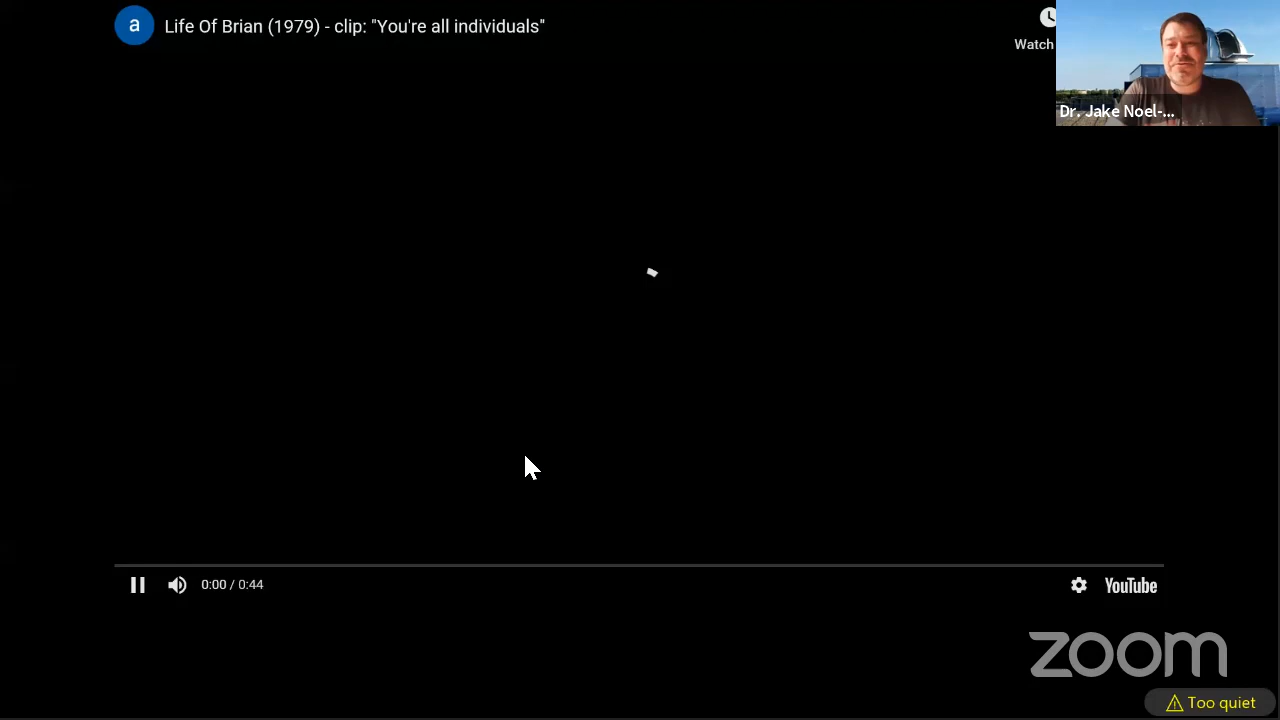 a
Life Of Brian (1979) - clip: "You're all individuals"
Watch
Dr. Jake Noel-...
0:00 / 0:44
YouTube
zoom
Too quiet